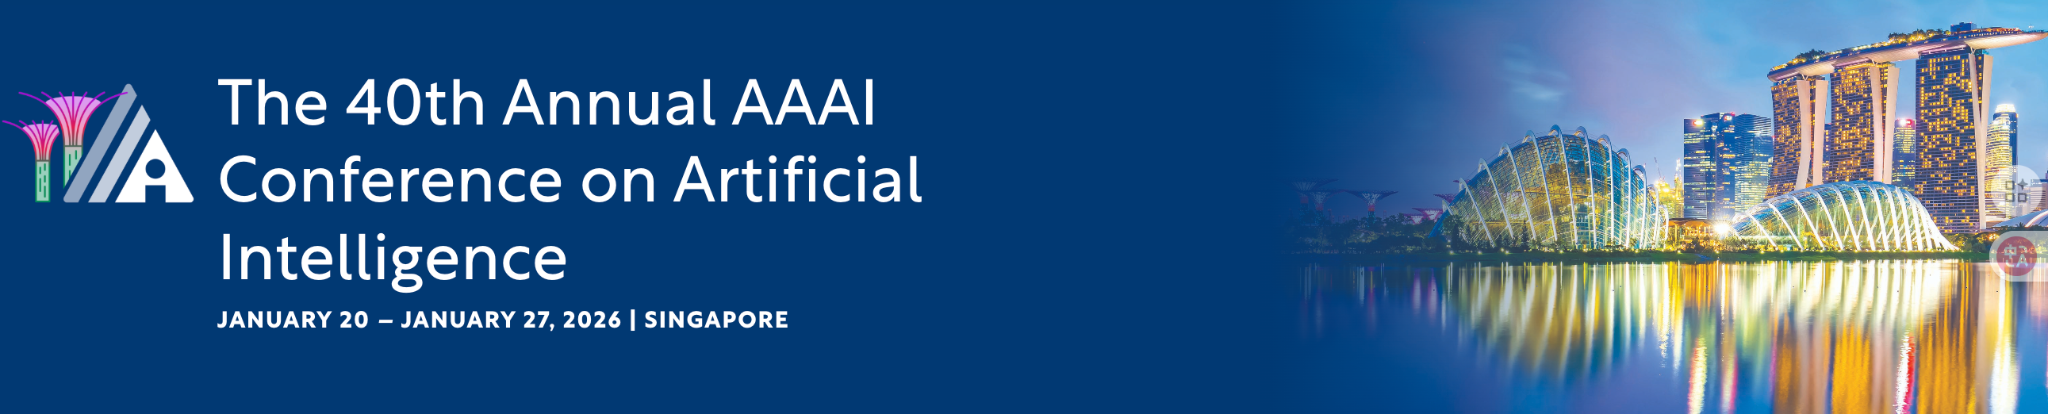 The 40th Annual AAAI
Conference on Artificial
Intelligence
JANUARY 20 – JANUARY 27, 2026 | SINGAPORE